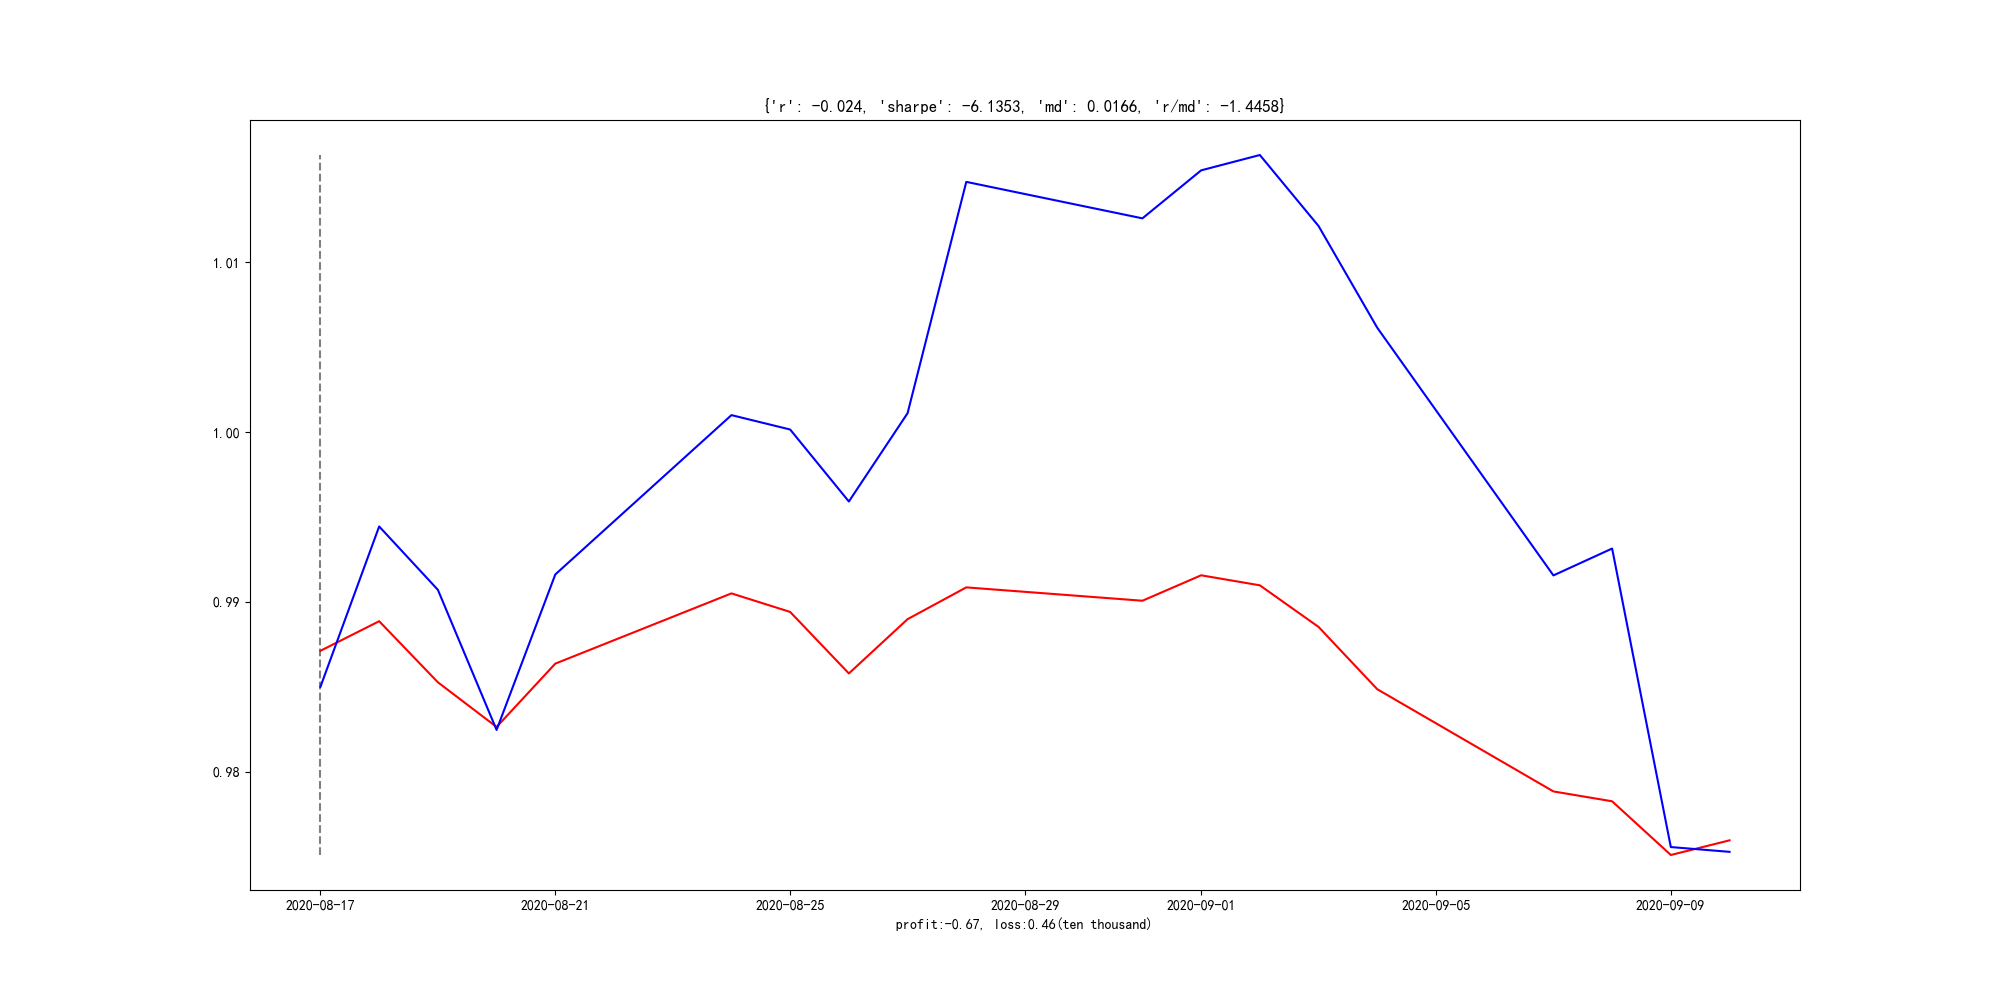 {'r': -0.024, 'sharpe': -6.1353, 'md': 0.0166, 'r/md': -1.4458}
1.01
1.00
0.99
0.98
2020-08-17 2020-08-21 2020-08-25 2020-08-29 2020-09-01 2020-09-05 2020-09-09
profit:-0.67, loss:0.46(ten thousand)